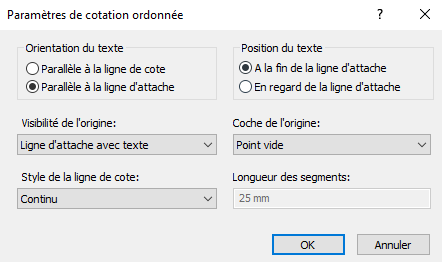 Paramètres de cotation ordonnée
Orientation du texte
Parallèle à la ligne de cote
Parallèle à la ligne d'attache
Position du texte
A la fin de la ligne d'attache
En regard de la ligne d'attache
Visibilité de l'origine:
Ligne d'attache avec texte
Coche de l'origine:
Point vide
Style de la ligne de cote:
Continu
Longueur des segments:
25 mm
OK
Annuler